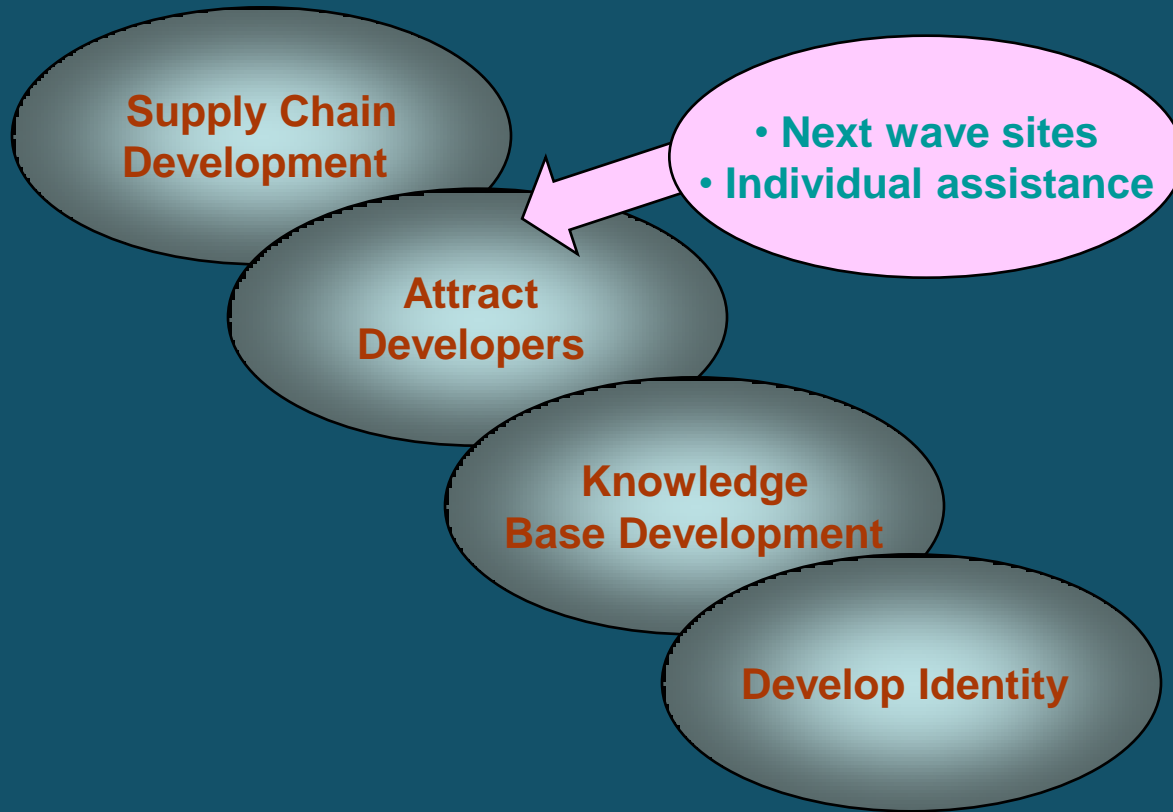 Supply Chain
Development
• Next wave sites
• Individual assistance
Attract
Developers
Knowledge
Base Development
Develop Identity